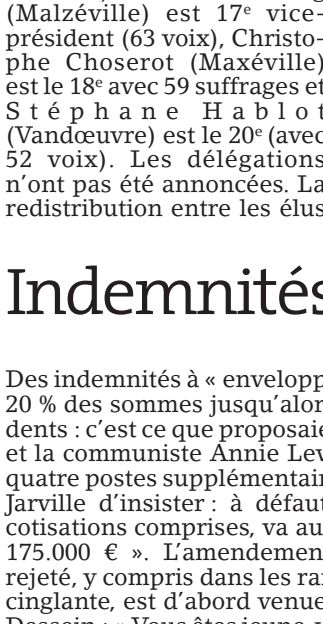 (Malzéville) est 17e vice-
président (63 voix), Christo-
phe Choserot (Maxéville)
est le 18e avec 59 suffrages et
Stéphane Hablot
(Vandœuvre) est le 20e (avec
52 voix). Les délégations
n’ont pas été annoncées. La
redistribution entre les élus
Indemnités
Des indemnités à « envelopp
20 % des sommes jusqu’alor
dents : c’est ce que proposaie
et la communiste Annie Lev
quatre postes supplémentair
Jarville d’insister : à défaut
cotisations comprises, va au
175.000 € ». L’amendemen
rejeté, y compris dans les ra
cinglante, est d’abord venue